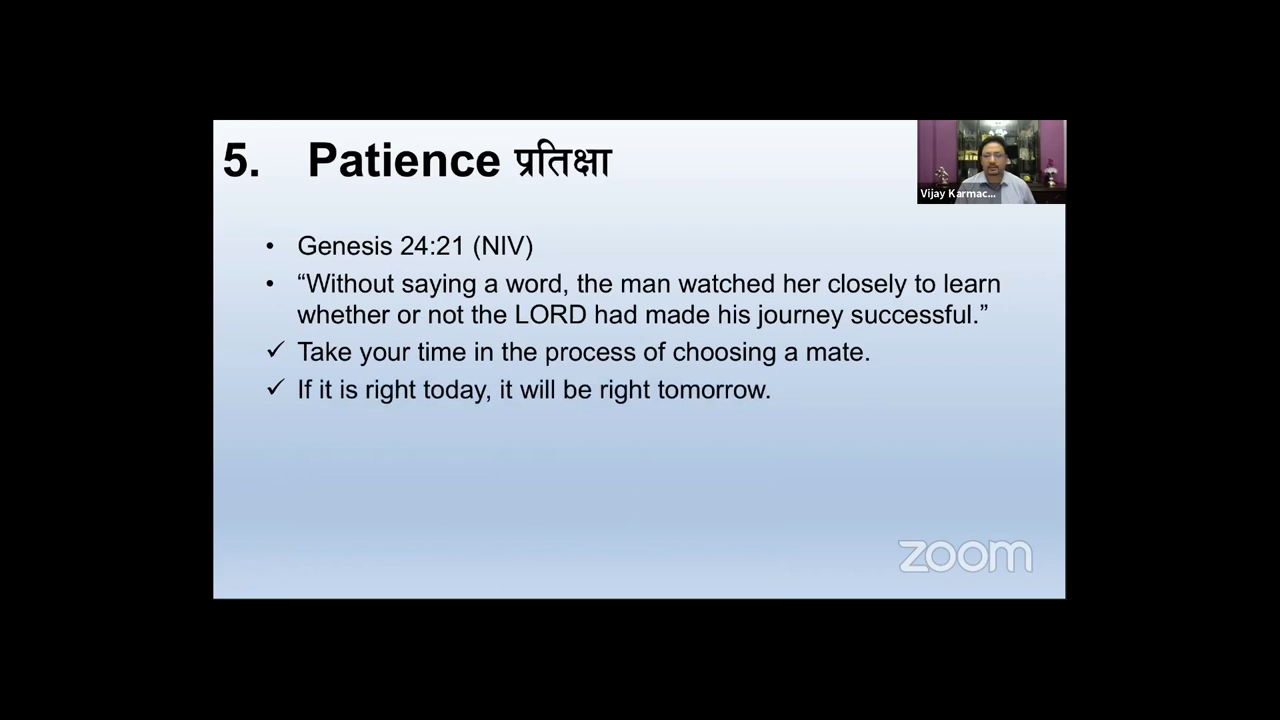 5. Patience प्रतिक्षा
Vijay Karmac...
• Genesis 24:21 (NIV)
• “Without saying a word, the man watched her closely to learn
whether or not the LORD had made his journey successful.”
✓ Take your time in the process of choosing a mate.
✓ If it is right today, it will be right tomorrow.
zoom